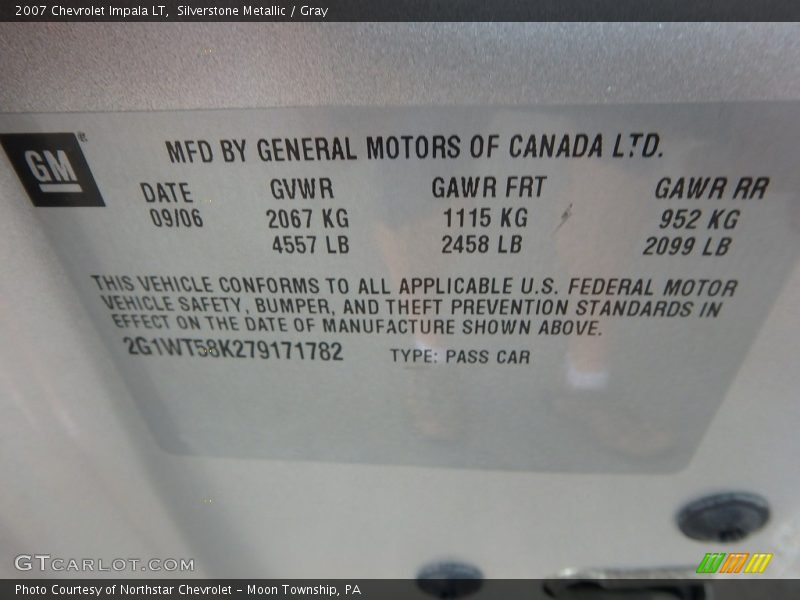 2007 Chevrolet Impala LT,  Silverstone Metallic / Gray
GM
MFD BY GENERAL MOTORS OF CANADA LTD.
DATE GVWR GAWR FRT GAWR RR
09/06 2067 KG 1115 KG 952 KG
4557 LB 2458 LB 2099 LB
THIS VEHICLE CONFORMS TO ALL APPLICABLE U.S. FEDERAL MOTOR
VEHICLE SAFETY, BUMPER, AND THEFT PREVENTION STANDARDS IN
EFFECT ON THE DATE OF MANUFACTURE SHOWN ABOVE.
2G1WT58K279171782 TYPE: PASS CAR
GTCARLOT.COM
Photo Courtesy of Northstar Chevrolet - Moon Township, PA